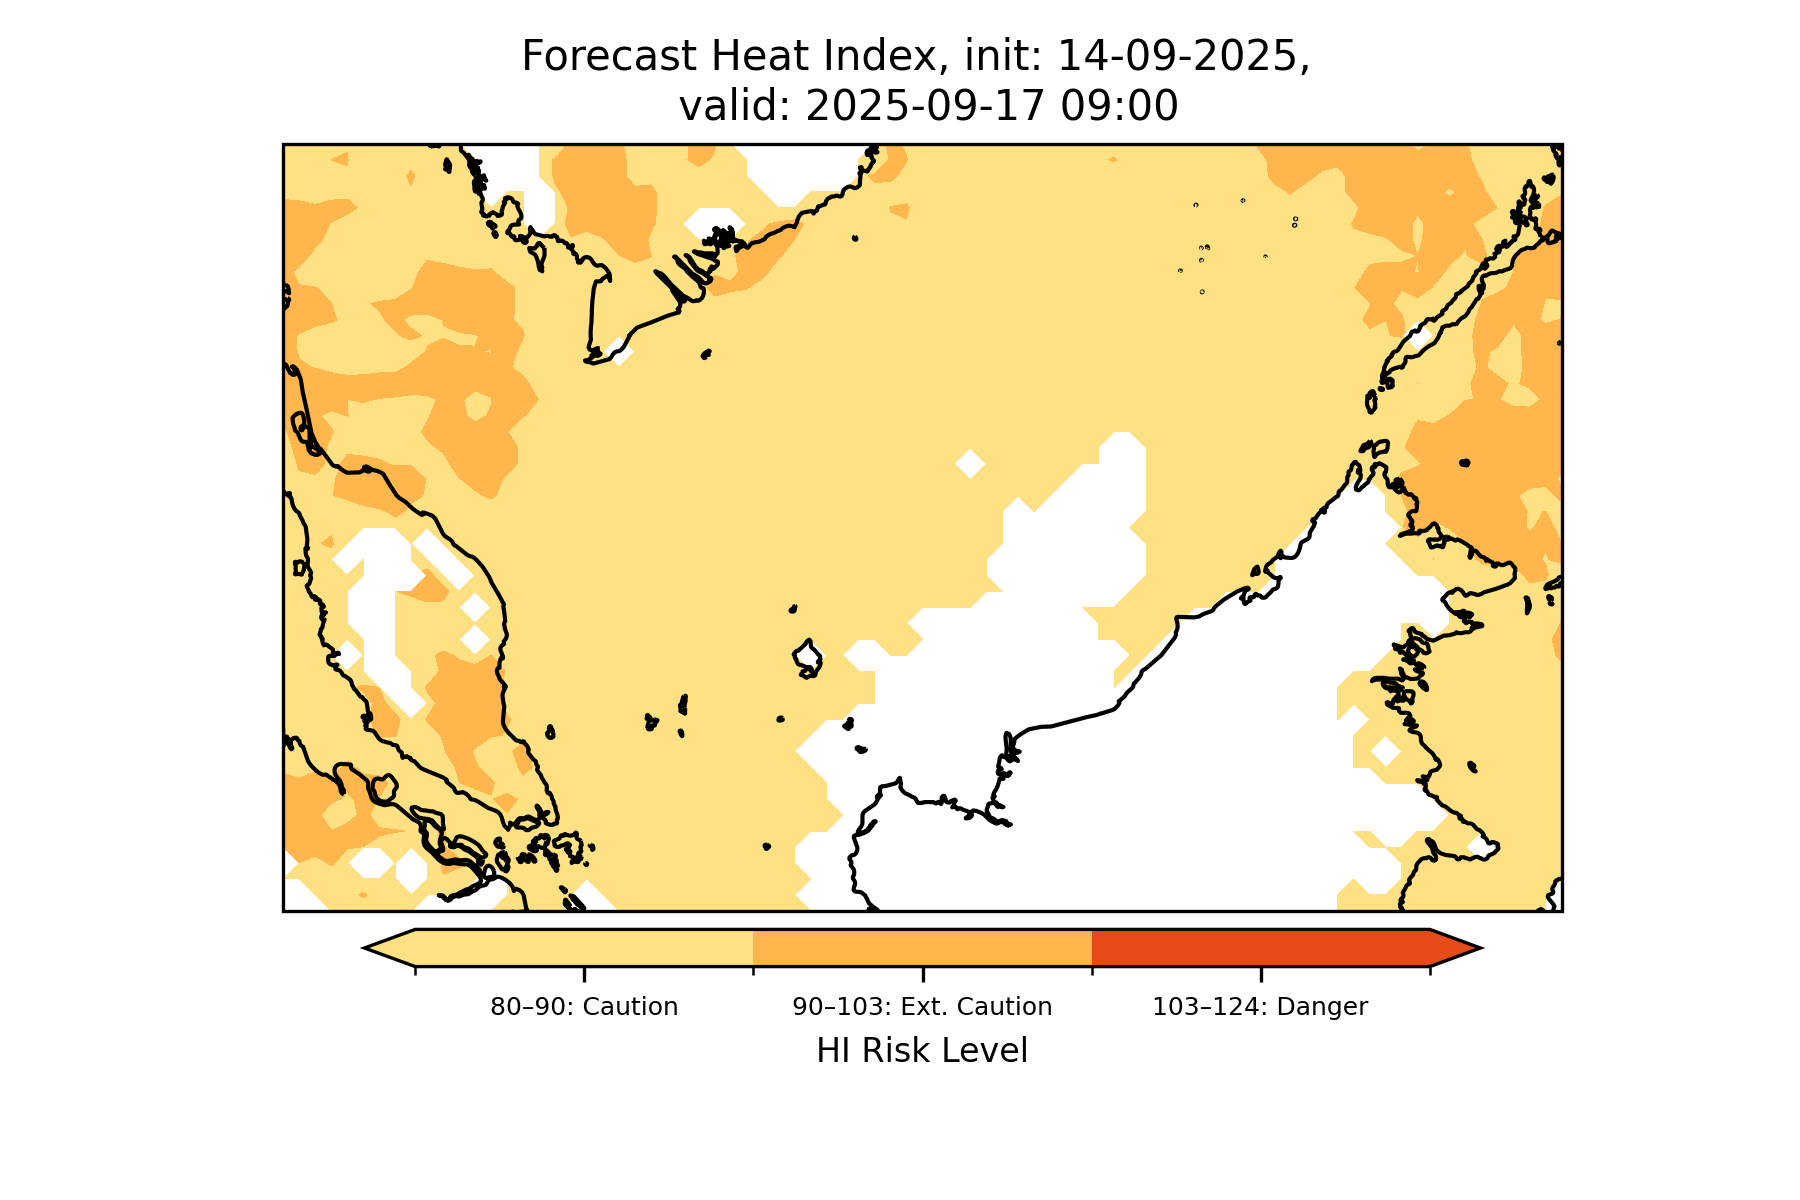 Forecast Heat Index, init: 14-09-2025,
valid: 2025-09-17 09:00
80–90: Caution
90–103: Ext. Caution
103–124: Danger
HI Risk Level